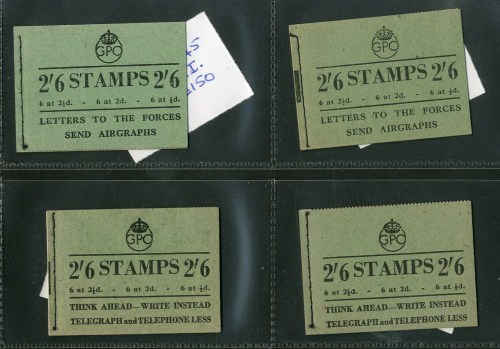 GPO
2/6 STAMPS 2/6
6 at 2½d. - 6 at 2d. - 6 at ½d.
LETTERS TO THE FORCES
SEND AIRGRAPHS
GPO
2/6 STAMPS 2/6
6 at 2½d. - 6 at 2d. - 6 at ½d.
LETTERS TO THE FORCES
SEND AIRGRAPHS
GPO
2/6 STAMPS 2/6
6 at 2½d. - 6 at 2d. - 6 at ½d.
THINK AHEAD—WRITE INSTEAD
TELEGRAPH and TELEPHONE LESS
GPO
2/6 STAMPS 2/6
6 at 2½d. - 6 at 2d. - 6 at ½d.
THINK AHEAD—WRITE INSTEAD
TELEGRAPH and TELEPHONE LESS